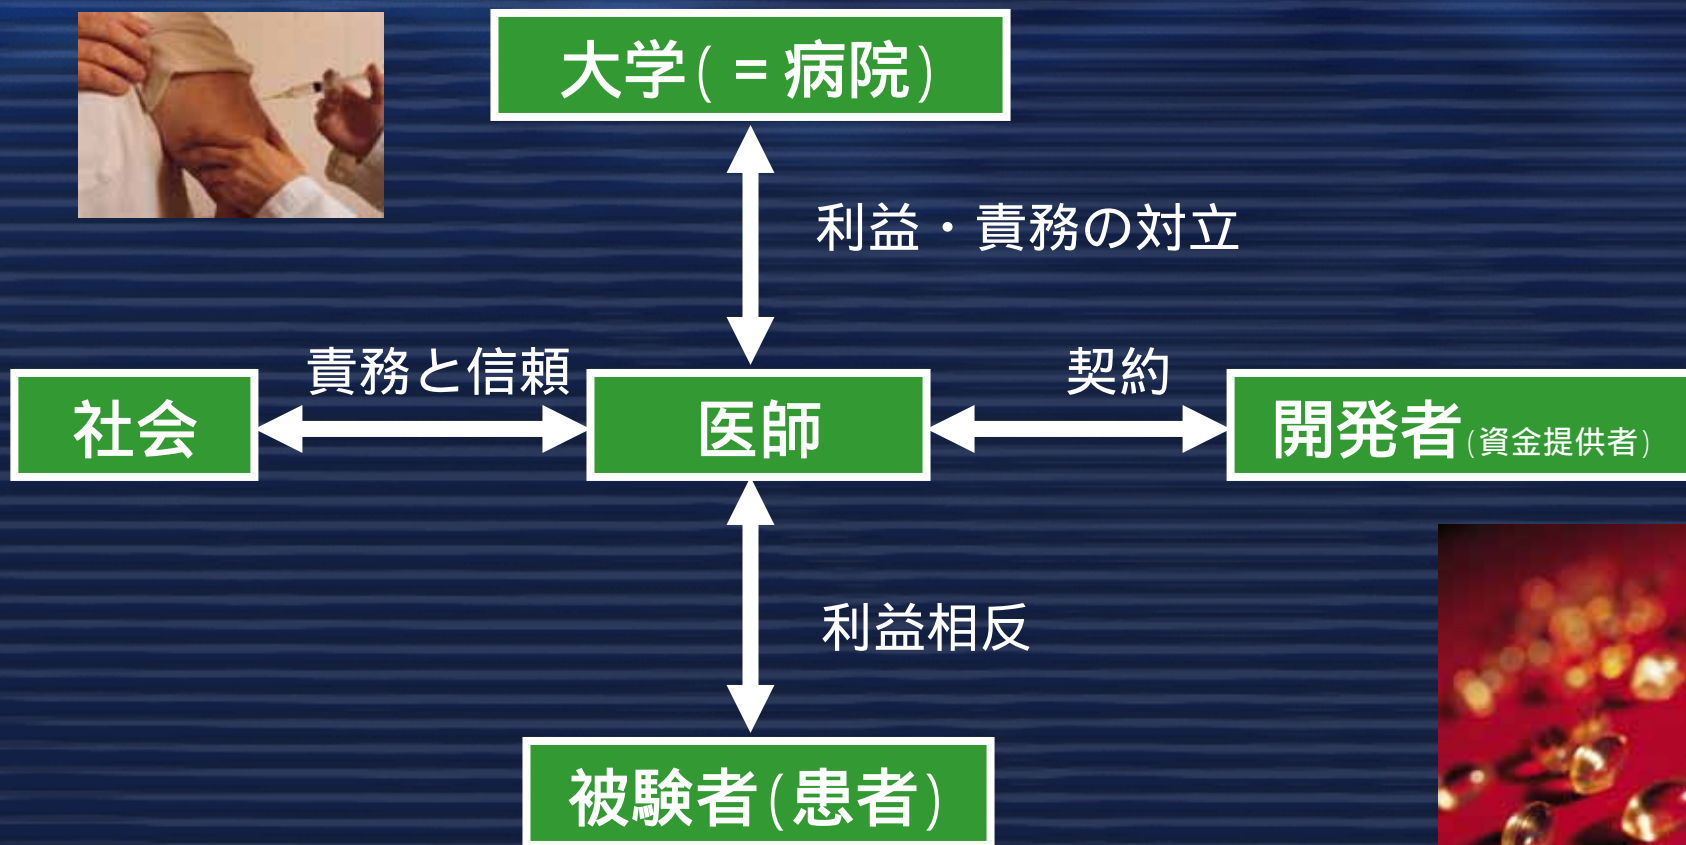 大学(=病院)
利益・責務の対立
責務と信頼
契約
社会
医師
開発者(資金提供者)
利益相反
被験者(患者)